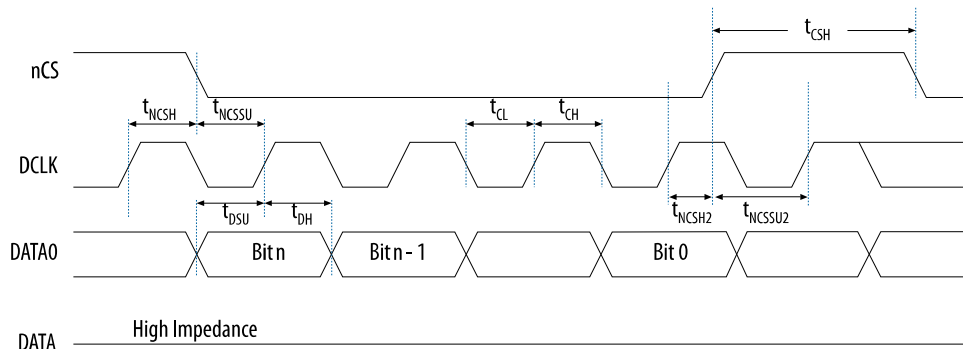 tCSH
nCS
tNCSH tNCSSU tCL tCH
DCLK
tDSU tDH tNCSH2 tNCSSU2
DATA0 Bit n Bit n - 1 Bit 0
High Impedance
DATA